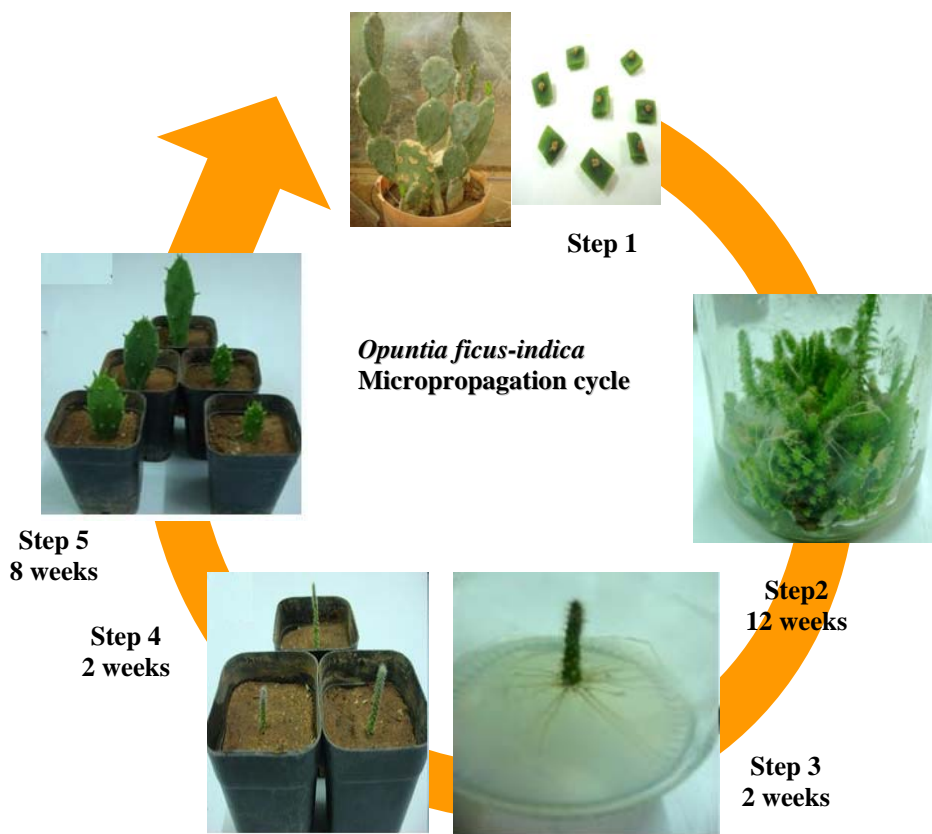 Step 1
Opuntia ficus-indica
Micropropagation cycle
Step2
12 weeks
Step 3
2 weeks
Step 4
2 weeks
Step 5
8 weeks